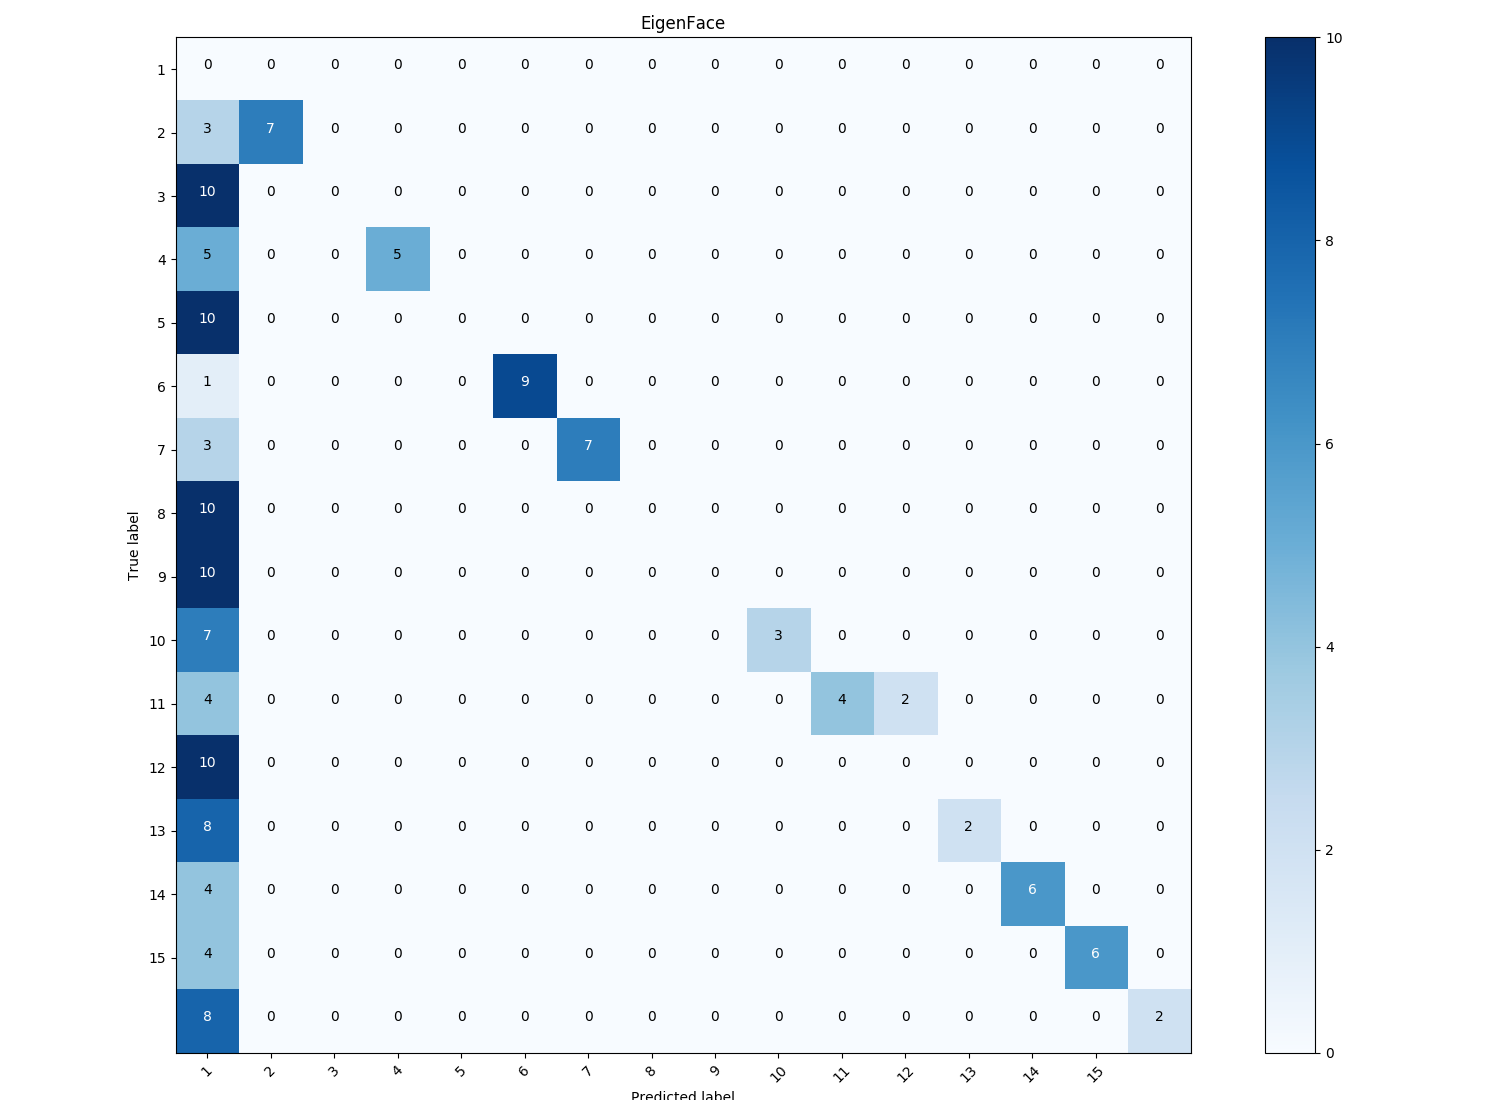 EigenFace
1 0 0 0 0 0 0 0 0 0 0 0 0 0 0 0 0
2 3 7 0 0 0 0 0 0 0 0 0 0 0 0 0 0
3 10 0 0 0 0 0 0 0 0 0 0 0 0 0 0 0
4 5 0 0 5 0 0 0 0 0 0 0 0 0 0 0 0
5 10 0 0 0 0 0 0 0 0 0 0 0 0 0 0 0
6 1 0 0 0 0 9 0 0 0 0 0 0 0 0 0 0
7 3 0 0 0 0 0 7 0 0 0 0 0 0 0 0 0
8 10 0 0 0 0 0 0 0 0 0 0 0 0 0 0 0
True label
9 10 0 0 0 0 0 0 0 0 0 0 0 0 0 0 0
10 7 0 0 0 0 0 0 0 0 3 0 0 0 0 0 0
11 4 0 0 0 0 0 0 0 0 0 4 2 0 0 0 0
12 10 0 0 0 0 0 0 0 0 0 0 0 0 0 0 0
13 8 0 0 0 0 0 0 0 0 0 0 0 2 0 0 0
14 4 0 0 0 0 0 0 0 0 0 0 0 0 6 0 0
15 4 0 0 0 0 0 0 0 0 0 0 0 0 0 6 0
8 0 0 0 0 0 0 0 0 0 0 0 0 0 0 2
1 2 3 4 5 6 7 8 9 10 11 12 13 14 15
Predicted label
10
8
6
4
2
0